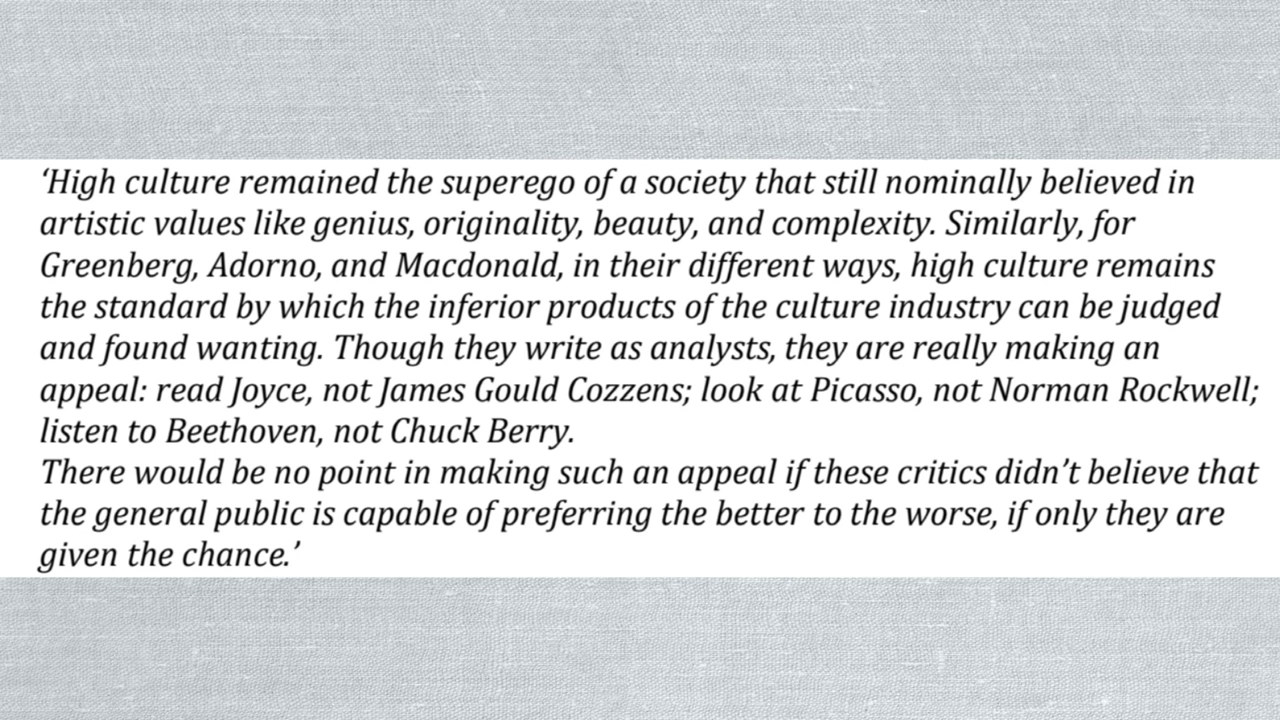 ‘High culture remained the superego of a society that still nominally believed in
artistic values like genius, originality, beauty, and complexity. Similarly, for
Greenberg, Adorno, and Macdonald, in their different ways, high culture remains
the standard by which the inferior products of the culture industry can be judged
and found wanting. Though they write as analysts, they are really making an
appeal: read Joyce, not James Gould Cozzens; look at Picasso, not Norman Rockwell;
listen to Beethoven, not Chuck Berry.
There would be no point in making such an appeal if these critics didn’t believe that
the general public is capable of preferring the better to the worse, if only they are
given the chance.’